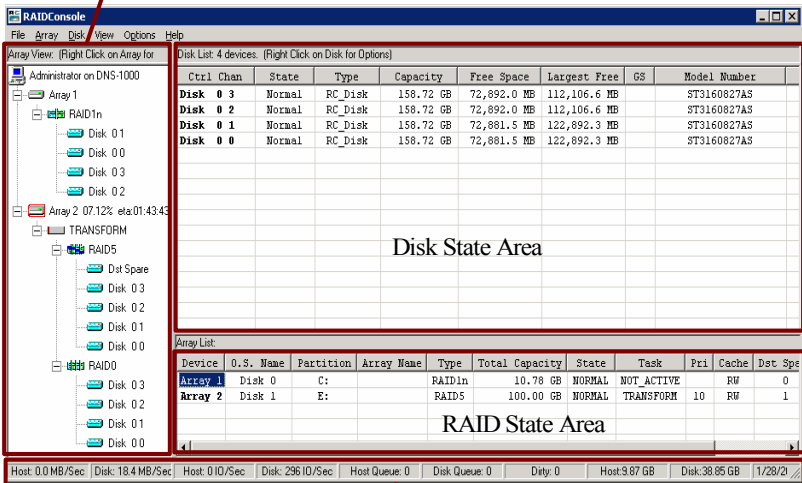 RAIDConsole
File Array Disk View Options Help
Array View: (Right Click on Array for
Administrator on DNS-1000
Array 1
RAID1n
Disk 0 1
Disk 0 0
Disk 0 3
Disk 0 2
Array 2 07.12% eta:01:43:43
TRANSFORM
RAID5
Dst Spare
Disk 0 3
Disk 0 2
Disk 0 1
Disk 0 0
RAID0
Disk 0 3
Disk 0 2
Disk 0 1
Disk 0 0
Disk List: 4 devices. (Right Click on Disk for Options)
Ctrl Chan State Type Capacity Free Space Largest Free GS Model Number
Disk 0 3 Normal RC_Disk 158.72 GB 72,892.0 MB 112,106.6 MB ST3160827AS
Disk 0 2 Normal RC_Disk 158.72 GB 72,892.0 MB 112,106.6 MB ST3160827AS
Disk 0 1 Normal RC_Disk 158.72 GB 72,881.5 MB 122,892.3 MB ST3160827AS
Disk 0 0 Normal RC_Disk 158.72 GB 72,881.5 MB 122,892.3 MB ST3160827AS
Disk State Area
Array List:
Device O.S. Name Partition Array Name Type Total Capacity State Task Pri Cache Dst Spe
Array 1 Disk 0 C: RAID1n 10.78 GB NORMAL NOT_ACTIVE RW 0
Array 2 Disk 1 E: RAID5 100.00 GB NORMAL TRANSFORM 10 RW 1
RAID State Area
Host: 0.0 MB/Sec Disk: 18.4 MB/Sec Host: 0 IO/Sec Disk: 296 IO/Sec Host Queue: 0 Disk Queue: 0 Dirty: 0 Host:9.87 GB Disk:38.85 GB 1/28/2